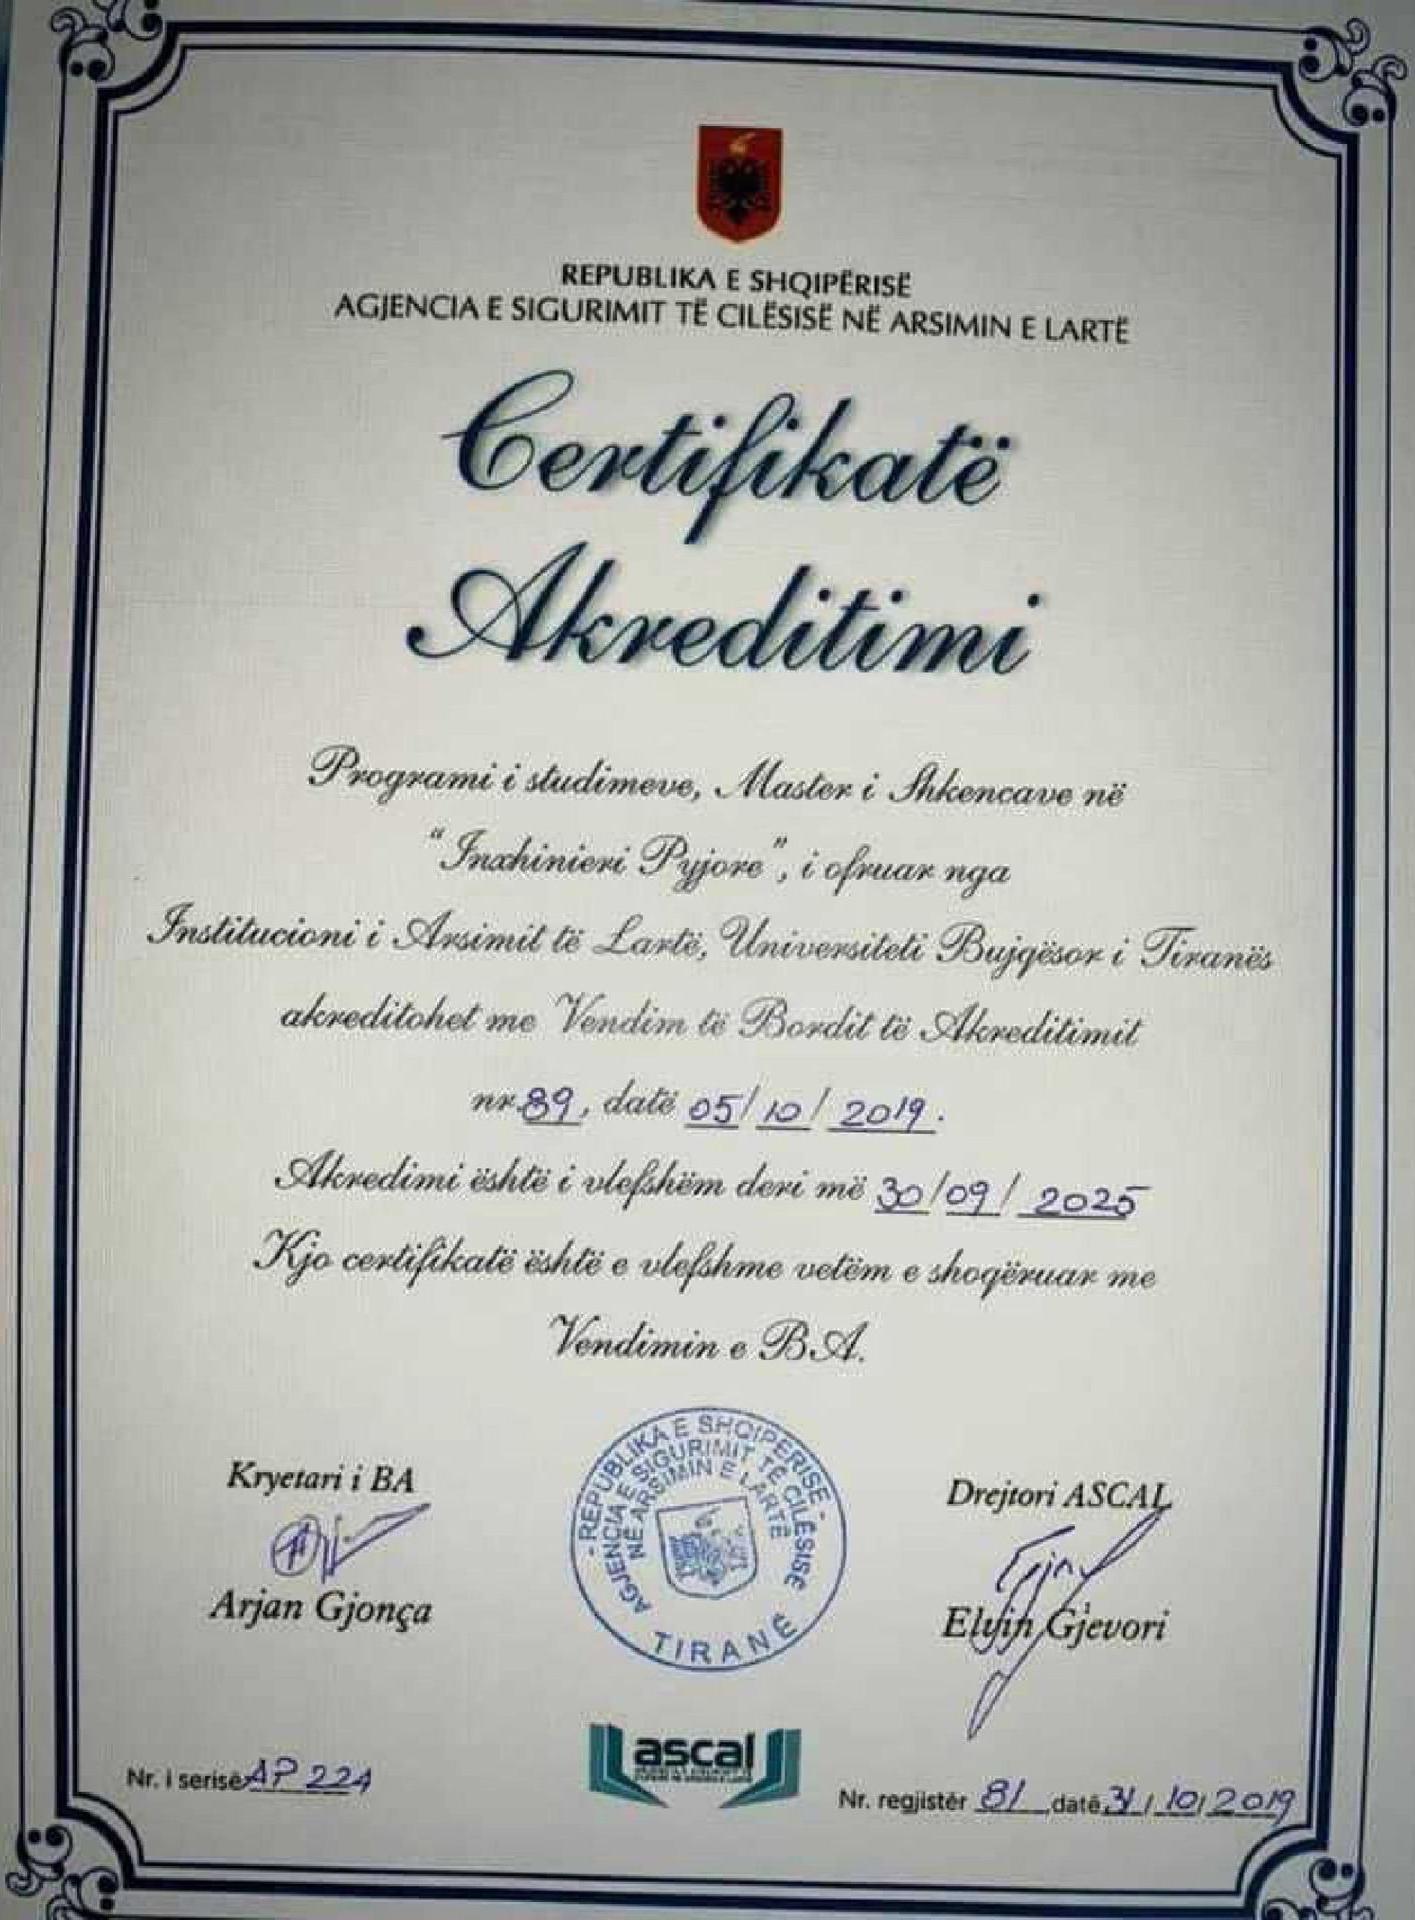 REPUBLIKA E SHQIPËRISË
AGJENCIA E SIGURIMIT TË CILËSISË NË ARSIMIN E LARTË
Certifikatë
Akreditimi
Programi i studimeve, Master i Shkencave në
"Inxhinieri Pyjore", i ofruar nga
Institucioni i Arsimit të Lartë, Universiteti Bujqësor i Tiranës
akreditohet me Vendim të Bordit të Akreditimit
nr. 89, datë 05/10/2019.
Akredimi është i vlefshëm deri më 30/09/2025
Kjo certifikatë është e vlefshme vetëm e shoqëruar me
Vendimin e B.A.
Kryetari i BA
Arjan Gjonça
- REPUBLIKA E SHQIPERISE -
AGJENCIA E SIGURIMIT TË CILËSISË
NË ARSIMIN E LARTË
TIRANË
Drejtori ASCAL
Elvin Gjevori
Nr. i serisë AP 224
ascal
Nr. regjistër 81 datë 31/10/2019